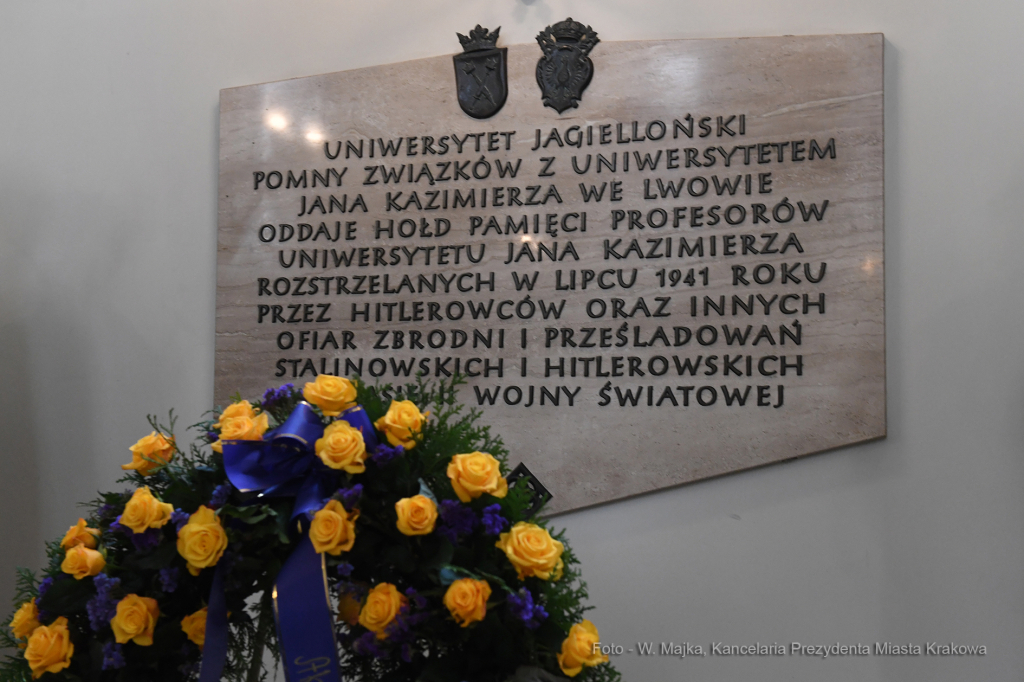 UNIWERSYTET JAGIELLOŃSKI
POMNY ZWIĄZKÓW Z UNIWERSYTETEM
JANA KAZIMIERZA WE LWOWIE
ODDAJE HOŁD PAMIĘCI PROFESORÓW
UNIWERSYTETU JANA KAZIMIERZA
ROZSTRZELANYCH W LIPCU 1941 ROKU
PRZEZ HITLEROWCÓW ORAZ INNYCH
OFIAR ZBRODNI I PRZEŚLADOWAŃ
STALINOWSKICH I HITLEROWSKICH
WOJNY ŚWIATOWEJ
Foto - W. Majka, Kancelaria Prezydenta Miasta Krakowa